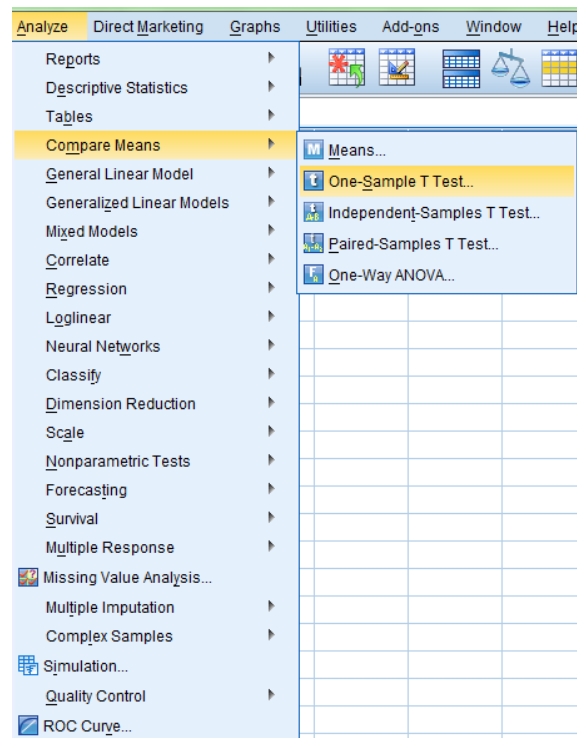 Analyze Direct Marketing Graphs Utilities Add-ons Window Help
Reports
Descriptive Statistics
Tables
Compare Means
General Linear Model
Generalized Linear Models
Mixed Models
Correlate
Regression
Loglinear
Neural Networks
Classify
Dimension Reduction
Scale
Nonparametric Tests
Forecasting
Survival
Multiple Response
Missing Value Analysis...
Multiple Imputation
Complex Samples
Simulation...
Quality Control
ROC Curve...
M Means...
t One-Sample T Test...
Independent-Samples T Test...
Paired-Samples T Test...
One-Way ANOVA...